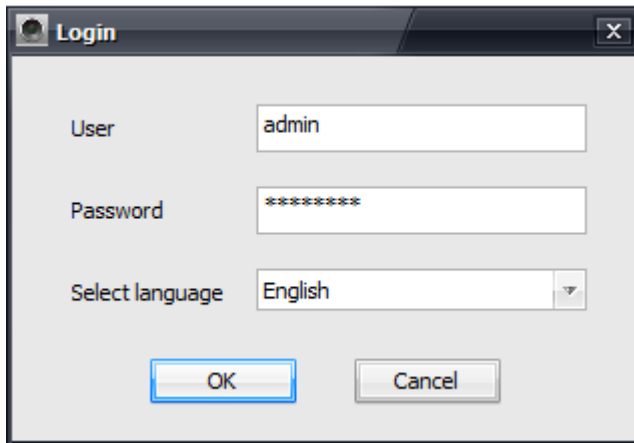 Login
User
admin
Password
********
Select language
English
OK
Cancel